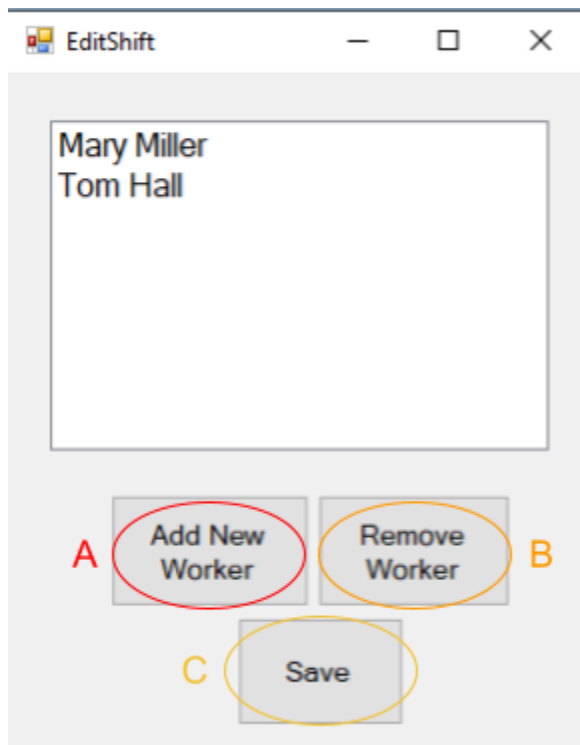 EditShift
Mary Miller
Tom Hall
A
Add New
Worker
Remove
Worker
B
C
Save